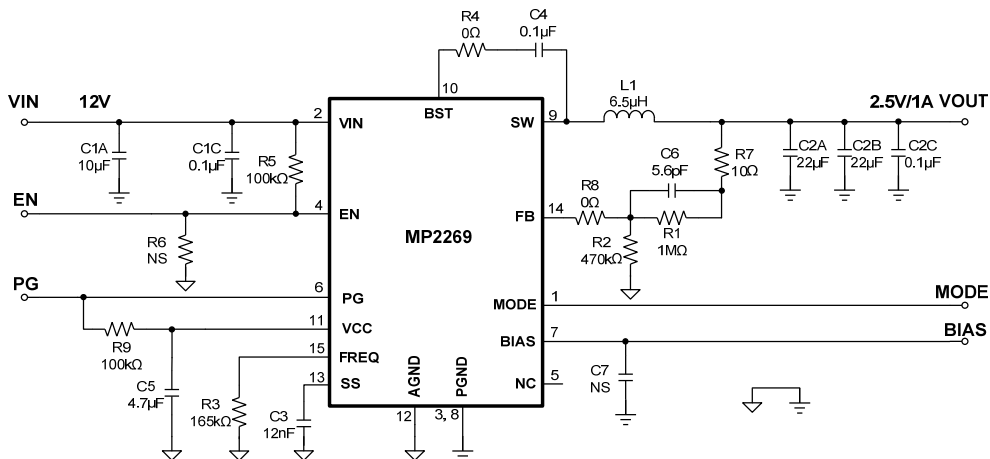 R4
0Ω
C4
0.1µF
10
BST
VIN
12V
2
VIN
SW
9
L1
6.5µH
2.5V/1A VOUT
C1A
10µF
C1C
0.1µF
R5
100kΩ
C6
5.6pF
R7
10Ω
C2A
22µF
C2B
22µF
C2C
0.1µF
EN
4
EN
R6
NS
MP2269
FB
14
R8
0Ω
R2
470kΩ
R1
1MΩ
PG
6
PG
MODE
1
MODE
11
VCC
BIAS
7
BIAS
R9
100kΩ
15
FREQ
C5
4.7µF
R3
165kΩ
13
SS
C3
12nF
AGND
12
PGND
3, 8
NC
5
C7
NS